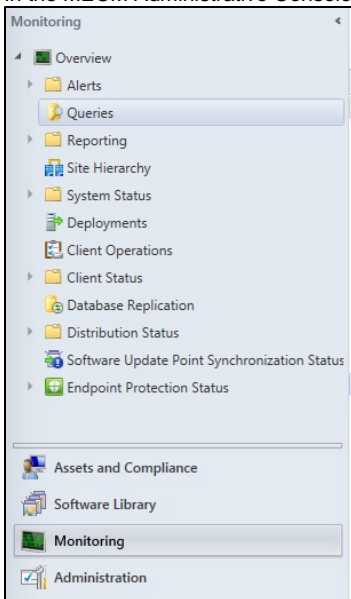 Monitoring
Overview
Alerts
Queries
Reporting
Site Hierarchy
System Status
Deployments
Client Operations
Client Status
Database Replication
Distribution Status
Software Update Point Synchronization Status
Endpoint Protection Status
Assets and Compliance
Software Library
Monitoring
Administration